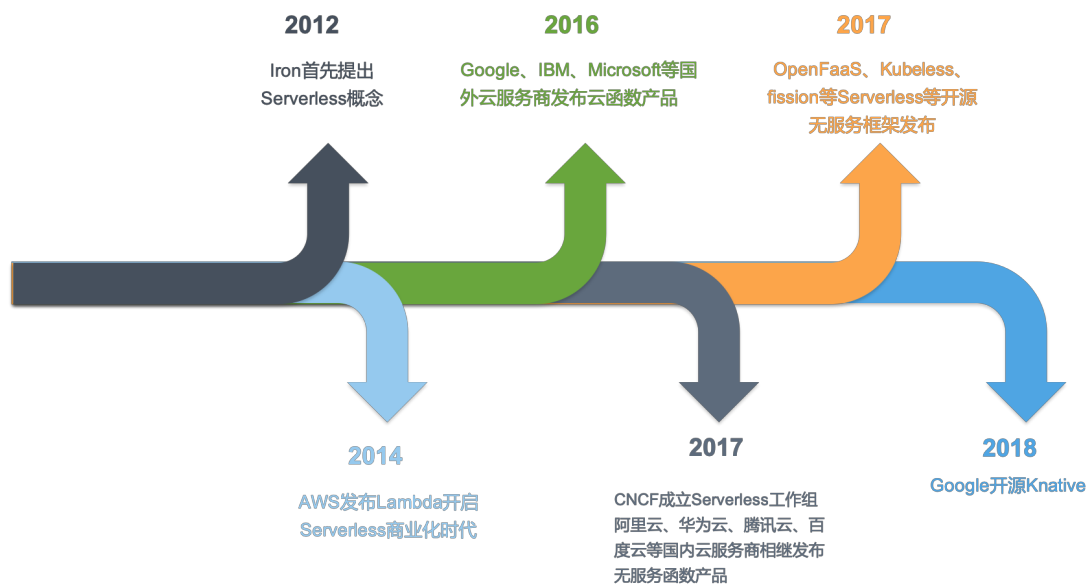 2012
Iron首先提出
Serverless概念
2016
Google、IBM、Microsoft等国
外云服务商发布云函数产品
2017
OpenFaaS、Kubeless、
fission等Serverless等开源
无服务框架发布
2014
AWS发布Lambda开启
Serverless商业化时代
2017
CNCF成立Serverless工作组
阿里云、华为云、腾讯云、百
度云等国内云服务商相继发布
无服务函数产品
2018
Google开源Knative